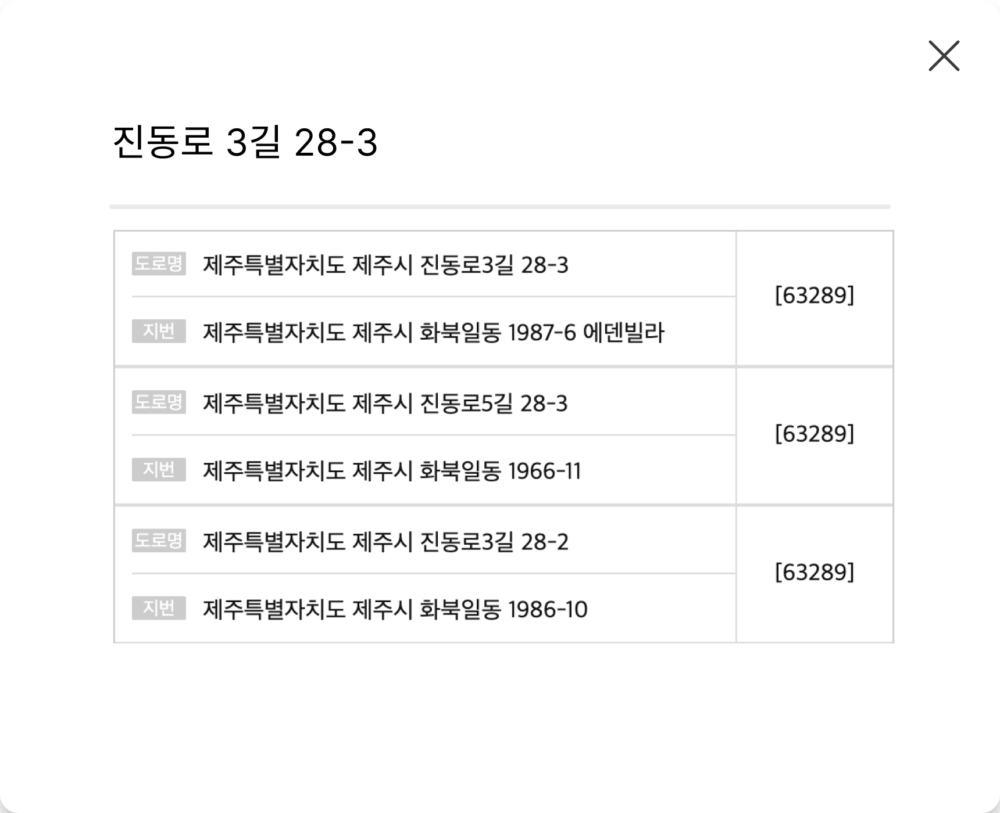 진동로 3길 28-3
도로명 제주특별자치도 제주시 진동로3길 28-3
[63289]
지번 제주특별자치도 제주시 화북일동 1987-6 에덴빌라
도로명 제주특별자치도 제주시 진동로5길 28-3
[63289]
지번 제주특별자치도 제주시 화북일동 1966-11
도로명 제주특별자치도 제주시 진동로3길 28-2
[63289]
지번 제주특별자치도 제주시 화북일동 1986-10